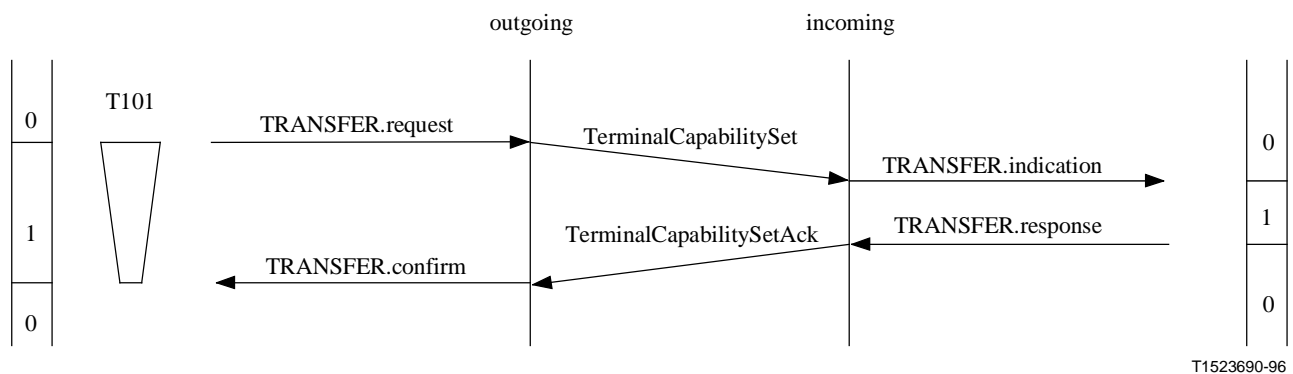 outgoing incoming
T101
0 TRANSFER.request TerminalCapabilitySet 0
TRANSFER.indication
1 TerminalCapabilitySetAck TRANSFER.response 1
TRANSFER.confirm
0 0
T1523690-96